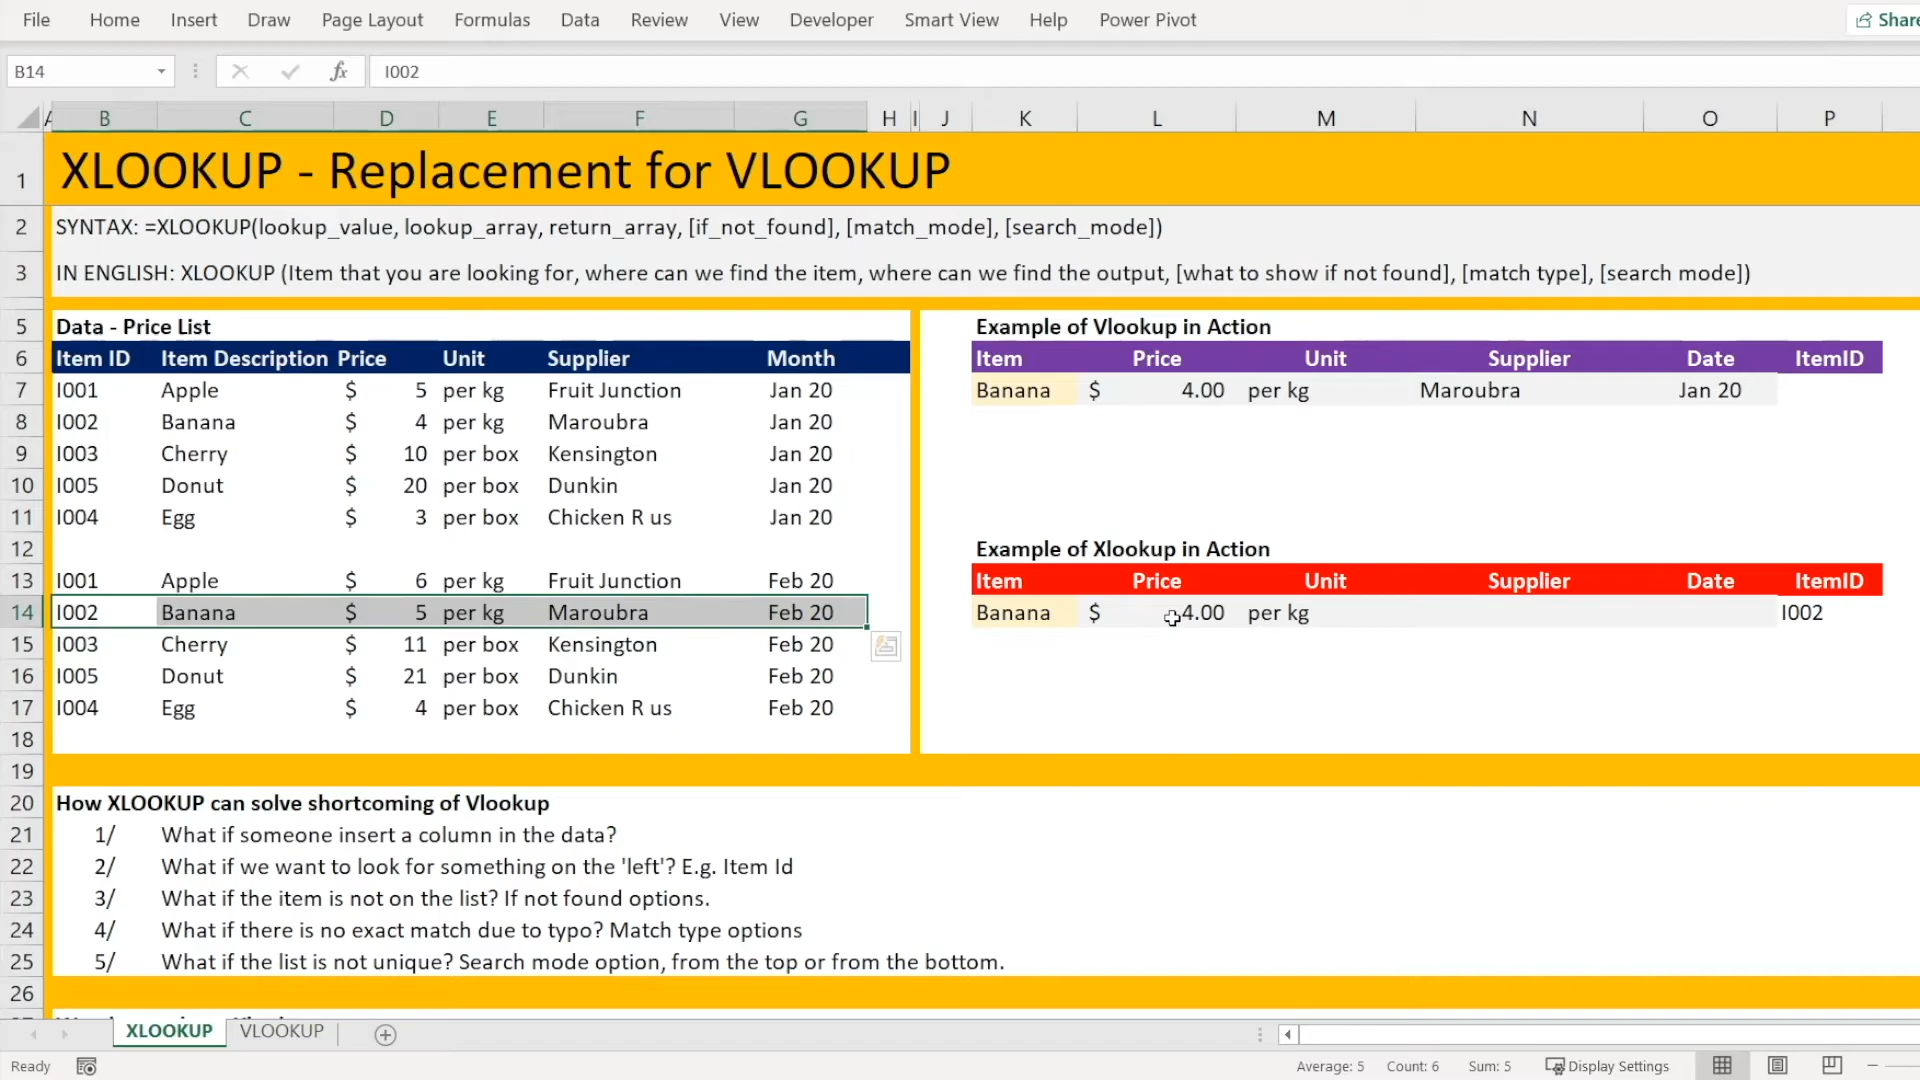 File Home Insert Draw Page Layout Formulas Data Review View Developer Smart View Help Power Pivot Share
B14 fx I002
A B C D E F G H I J K L M N O P
1 XLOOKUP - Replacement for VLOOKUP
2 SYNTAX: =XLOOKUP(lookup_value, lookup_array, return_array, [if_not_found], [match_mode], [search_mode])
3 IN ENGLISH: XLOOKUP (Item that you are looking for, where can we find the item, where can we find the output, [what to show if not found], [match type], [search mode])
5 Data - Price List Example of Vlookup in Action
6 Item ID Item Description Price Unit Supplier Month Item Price Unit Supplier Date ItemID
7 I001 Apple $ 5 per kg Fruit Junction Jan 20 Banana $ 4.00 per kg Maroubra Jan 20
8 I002 Banana $ 4 per kg Maroubra Jan 20
9 I003 Cherry $ 10 per box Kensington Jan 20
10 I005 Donut $ 20 per box Dunkin Jan 20
11 I004 Egg $ 3 per box Chicken R us Jan 20
12 Example of Xlookup in Action
13 I001 Apple $ 6 per kg Fruit Junction Feb 20 Item Price Unit Supplier Date ItemID
14 I002 Banana $ 5 per kg Maroubra Feb 20 Banana $ 4.00 per kg I002
15 I003 Cherry $ 11 per box Kensington Feb 20
16 I005 Donut $ 21 per box Dunkin Feb 20
17 I004 Egg $ 4 per box Chicken R us Feb 20
18
19
20 How XLOOKUP can solve shortcoming of Vlookup
21 1/ What if someone insert a column in the data?
22 2/ What if we want to look for something on the 'left'? E.g. Item Id
23 3/ What if the item is not on the list? If not found options.
24 4/ What if there is no exact match due to typo? Match type options
25 5/ What if the list is not unique? Search mode option, from the top or from the bottom.
26
XLOOKUP VLOOKUP
Ready Average: 5 Count: 6 Sum: 5 Display Settings